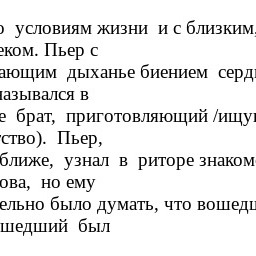 условиям жизни и с близким,
еком. Пьер с
ающим дыханье биением серд
азывался в
е брат, приготовляющий /ищу
ство). Пьер,
ближе, узнал в риторе знаком
ова, но ему
ельно было думать, что вошед
шедший был